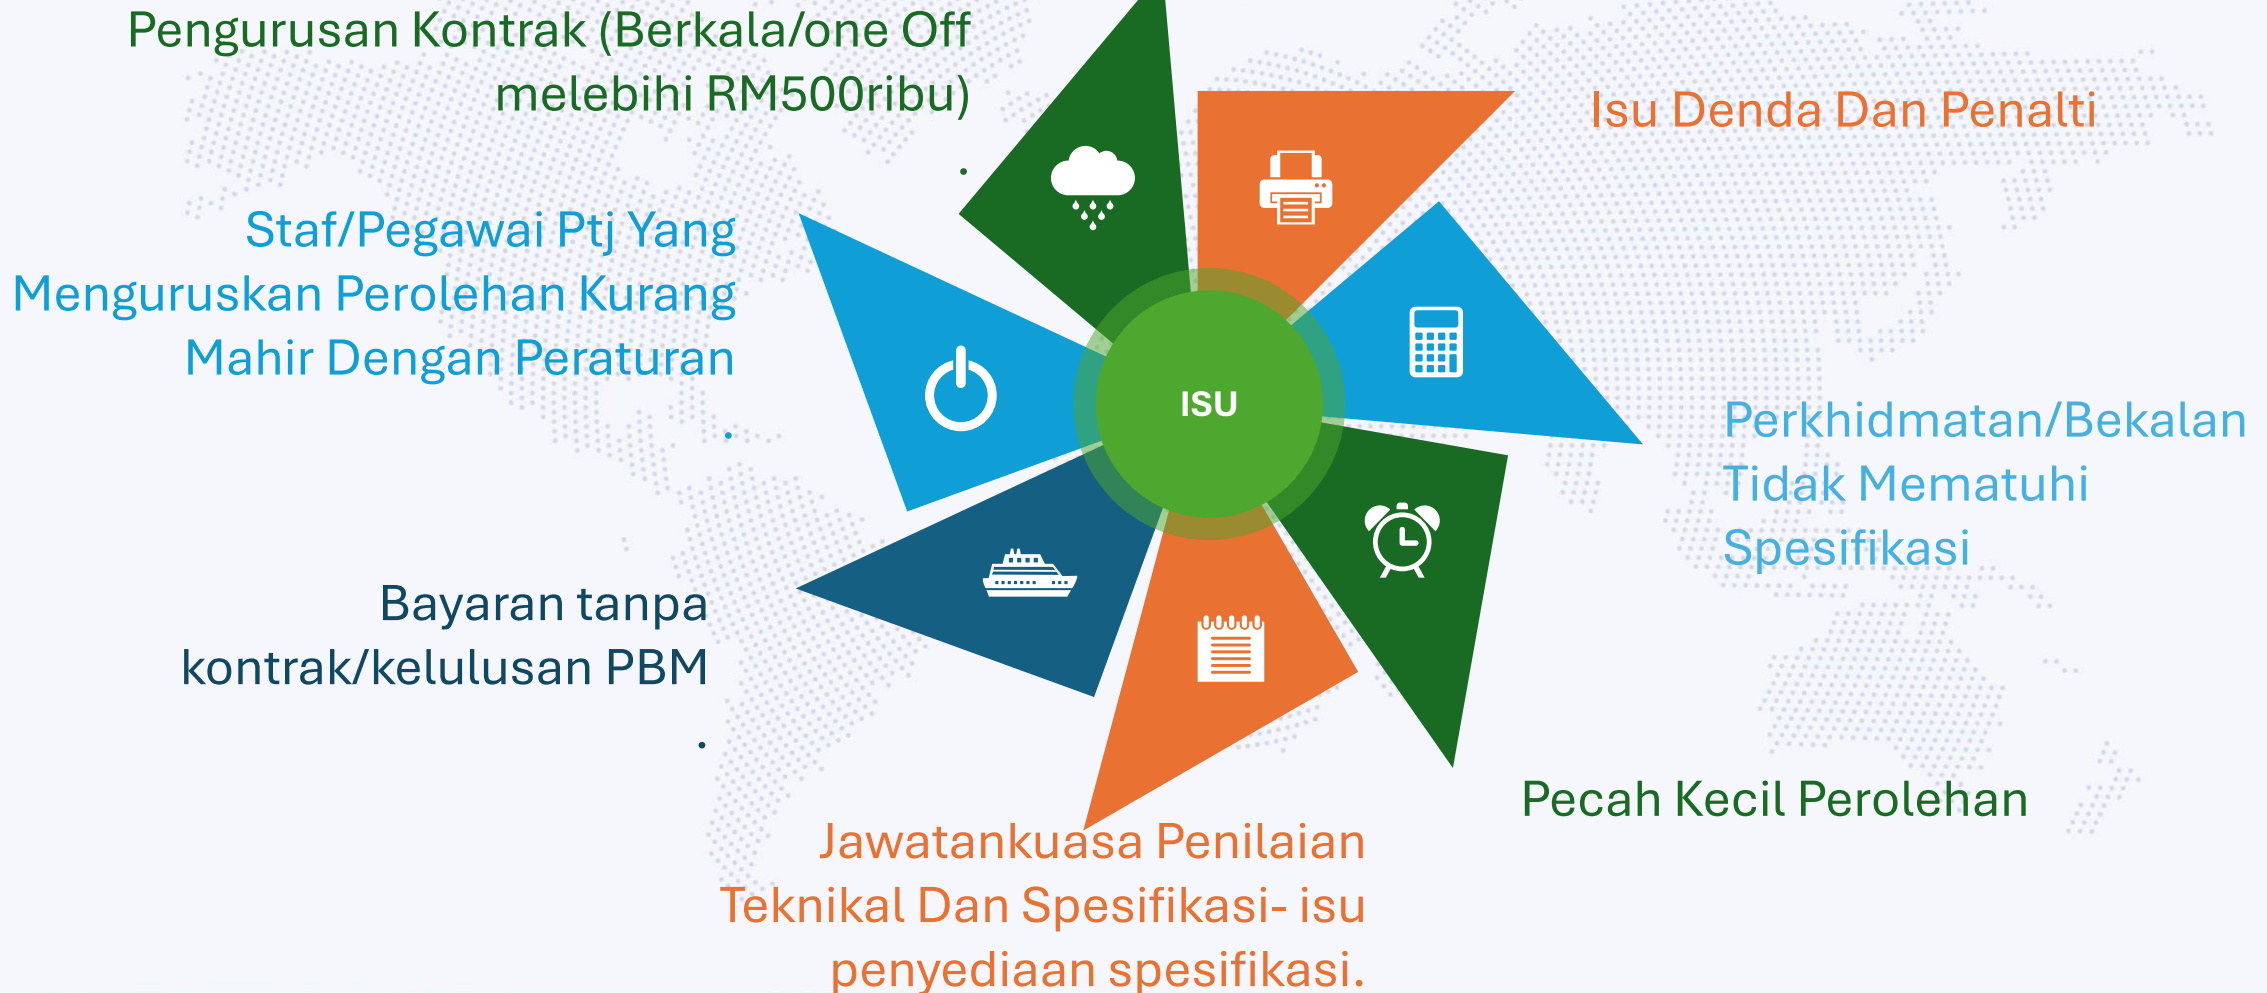 Pengurusan Kontrak (Berkala/one Off
melebihi RM500ribu)
.
Isu Denda Dan Penalti
Staf/Pegawai Ptj Yang
Menguruskan Perolehan Kurang
Mahir Dengan Peraturan
.
ISU
Perkhidmatan/Bekalan
Tidak Mematuhi
Spesifikasi
Bayaran tanpa
kontrak/kelulusan PBM
.
Pecah Kecil Perolehan
Jawatankuasa Penilaian
Teknikal Dan Spesifikasi- isu
penyediaan spesifikasi.